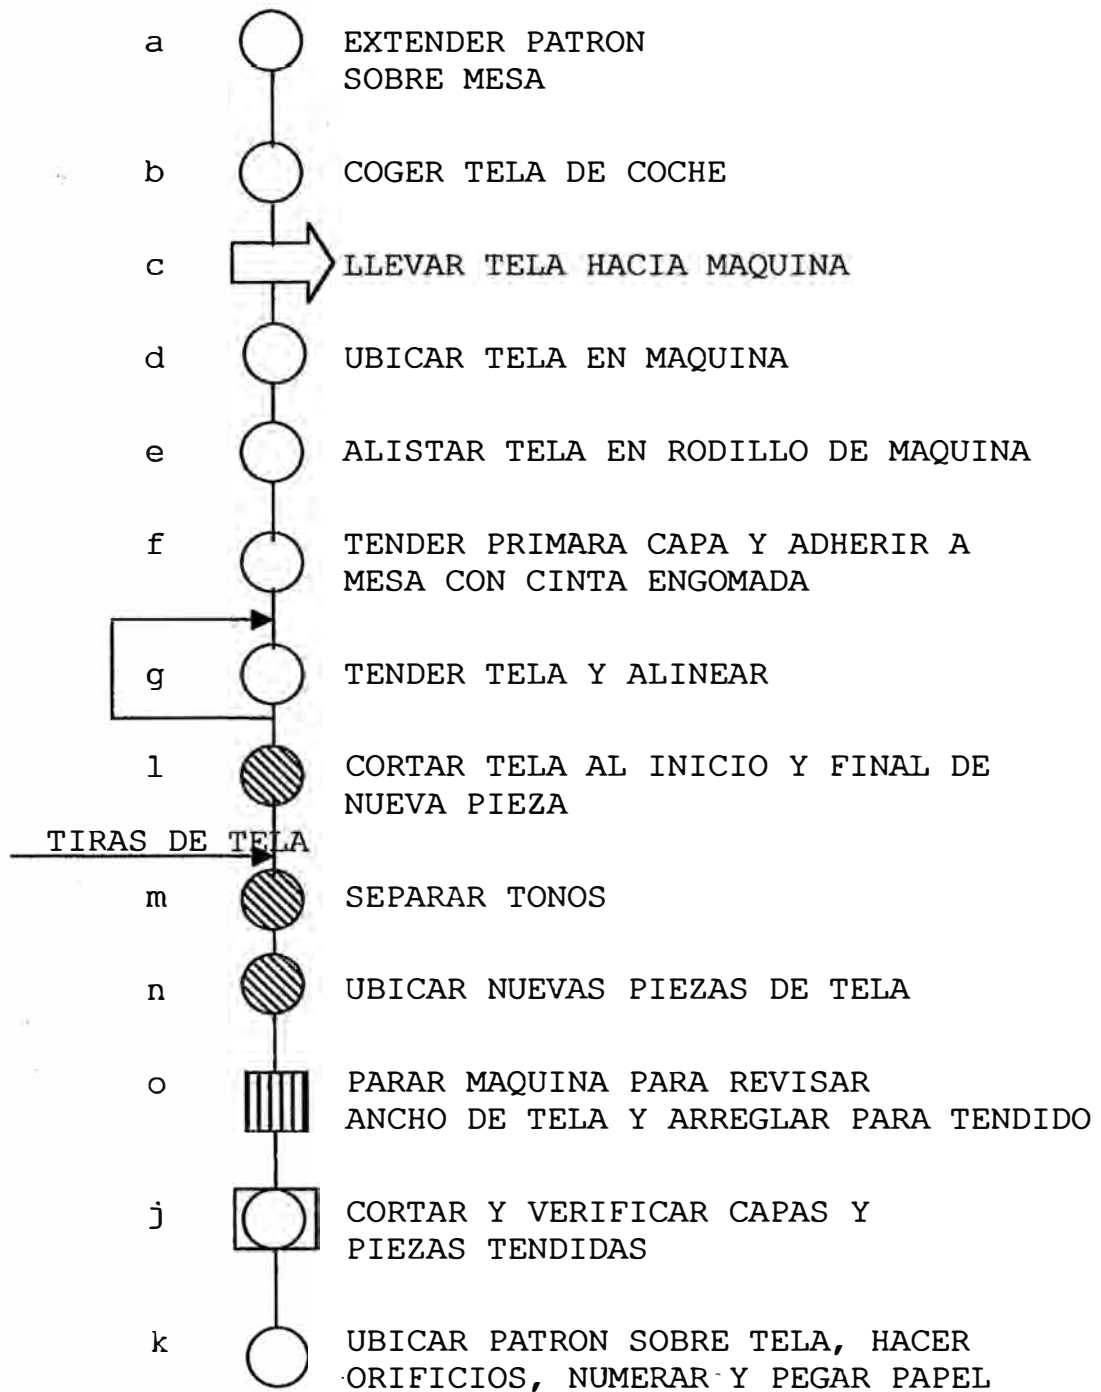 a EXTENDER PATRON
SOBRE MESA
b COGER TELA DE COCHE
c LLEVAR TELA HACIA MAQUINA
d UBICAR TELA EN MAQUINA
e ALISTAR TELA EN RODILLO DE MAQUINA
f TENDER PRIMARA CAPA Y ADHERIR A
MESA CON CINTA ENGOMADA
g TENDER TELA Y ALINEAR
l CORTAR TELA AL INICIO Y FINAL DE
NUEVA PIEZA
TIRAS DE TELA
m SEPARAR TONOS
n UBICAR NUEVAS PIEZAS DE TELA
o PARAR MAQUINA PARA REVISAR
ANCHO DE TELA Y ARREGLAR PARA TENDIDO
j CORTAR Y VERIFICAR CAPAS Y
PIEZAS TENDIDAS
k UBICAR PATRON SOBRE TELA, HACER
ORIFICIOS, NUMERAR Y PEGAR PAPEL